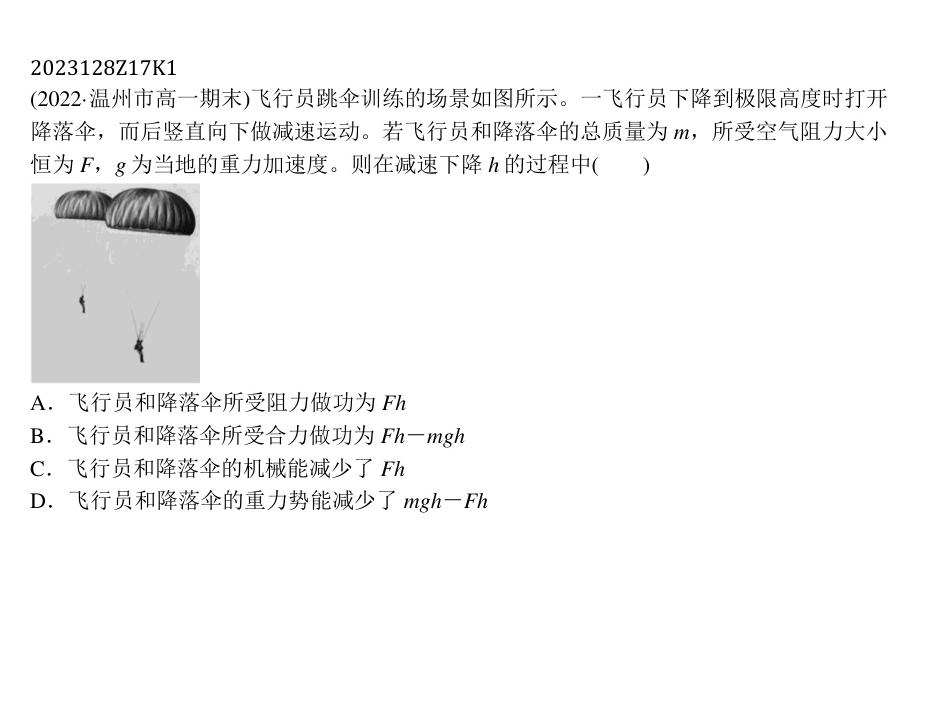 2023128Z17K1
(2022·温州市高一期末)飞行员跳伞训练的场景如图所示。一飞行员下降到极限高度时打开
降落伞，而后竖直向下做减速运动。若飞行员和降落伞的总质量为 m，所受空气阻力大小
恒为 F，g 为当地的重力加速度。则在减速下降 h 的过程中(　　)
A．飞行员和降落伞所受阻力做功为 Fh
B．飞行员和降落伞所受合力做功为 Fh－mgh
C．飞行员和降落伞的机械能减少了 Fh
D．飞行员和降落伞的重力势能减少了 mgh－Fh